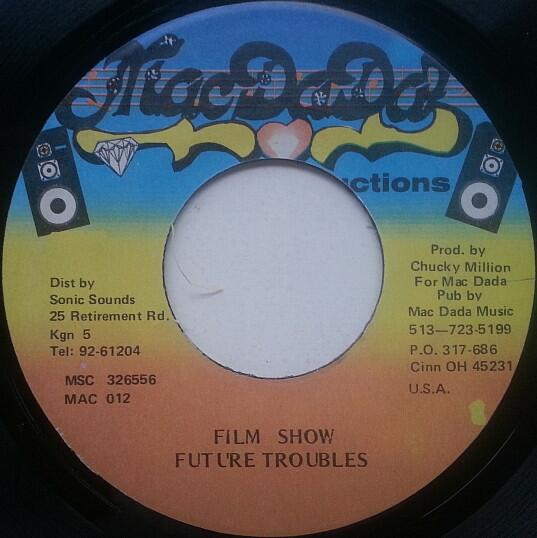 Mac DaDa
uctions
Dist by
Sonic Sounds
25 Retirement Rd.
Kgn 5
Tel: 92-61204
MSC 326556
MAC 012
Prod. by
Chucky Million
For Mac Dada
Pub by
Mac Dada Music
513—723-5199
P.O. 317-686
Cinn OH 45231
U.S.A.
FILM SHOW
FUTURE TROUBLES